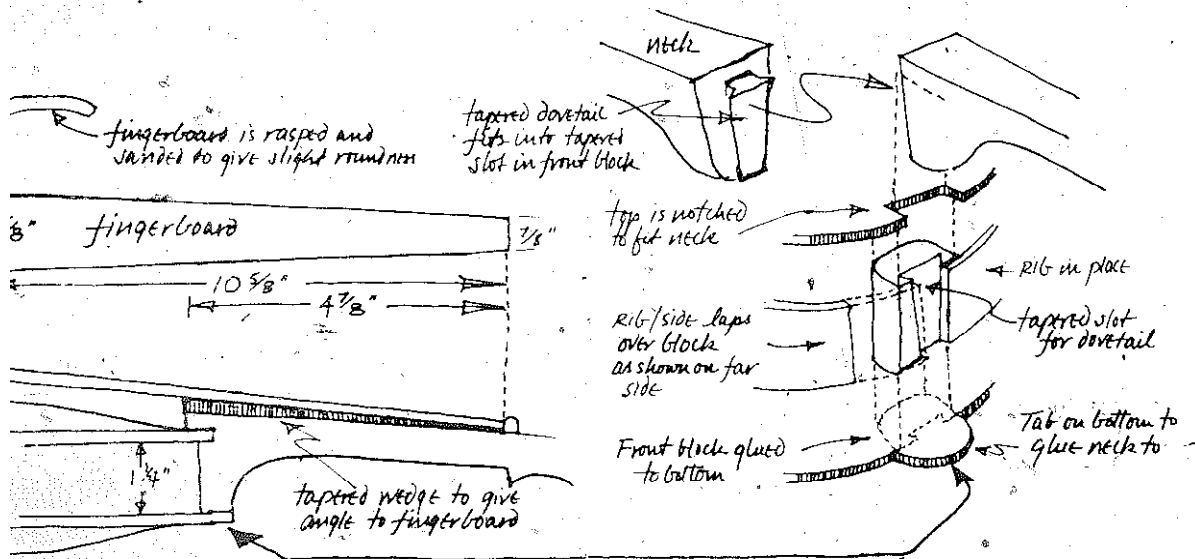 neck
fingerboard is rasped and
sanded to give slight roundness
tapered dovetail
fits into tapered
slot in front block
top is notched
to fit neck
fingerboard
7/8"
10 5/8"
4 7/8"
RIB in place
tapered slot
for dovetail
RIB/side laps
over block
as shown on far
side
1 1/4"
tapered wedge to give
angle to fingerboard
Front block glued
to bottom
Tab on bottom to
glue neck to